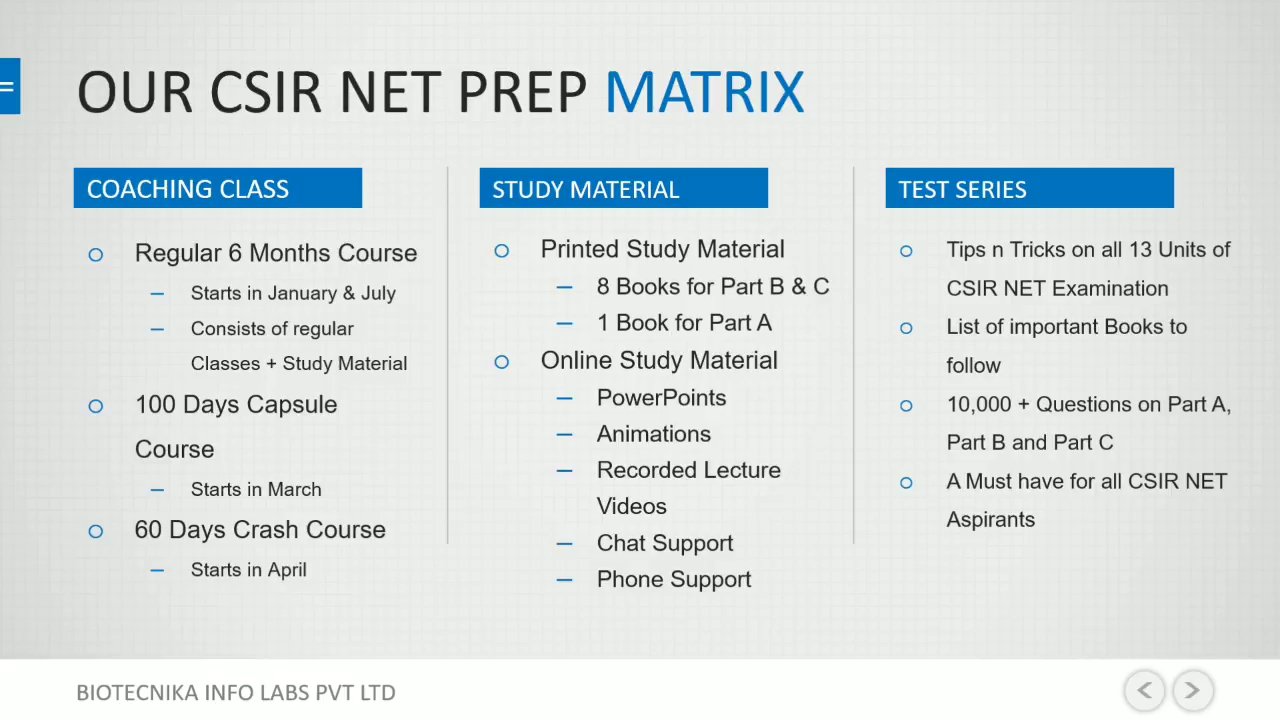 OUR CSIR NET PREP MATRIX
COACHING CLASS
Regular 6 Months Course
Starts in January & July
Consists of regular
Classes + Study Material
100 Days Capsule
Course
Starts in March
60 Days Crash Course
Starts in April
STUDY MATERIAL
Printed Study Material
8 Books for Part B & C
1 Book for Part A
Online Study Material
PowerPoints
Animations
Recorded Lecture
Videos
Chat Support
Phone Support
TEST SERIES
Tips n Tricks on all 13 Units of
CSIR NET Examination
List of important Books to
follow
10,000 + Questions on Part A,
Part B and Part C
A Must have for all CSIR NET
Aspirants
BIOTECNIKA INFO LABS PVT LTD